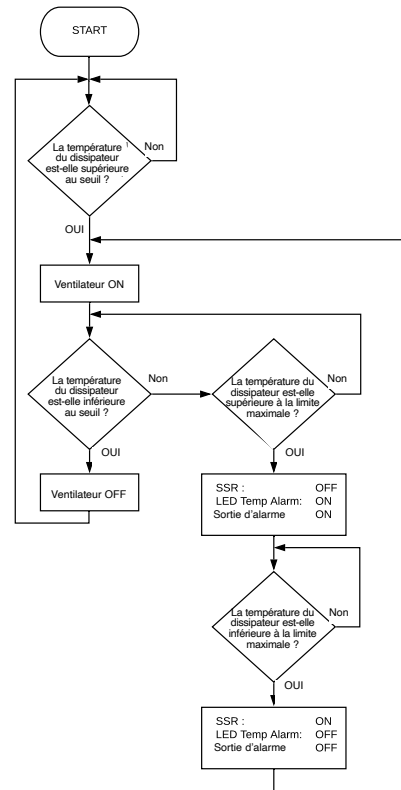 START
La température
du dissipateur
est-elle supérieure
au seuil ?
Non
OUI
Ventilateur ON
La température
du dissipateur
est-elle inférieure
au seuil ?
Non
La température du
dissipateur est-elle
supérieure à la limite
maximale ?
Non
OUI
OUI
Ventilateur OFF
SSR : OFF
LED Temp Alarm: ON
Sortie d'alarme ON
La température du
dissipateur est-elle
inférieure à la limite
maximale ?
Non
OUI
SSR : ON
LED Temp Alarm: OFF
Sortie d'alarme OFF